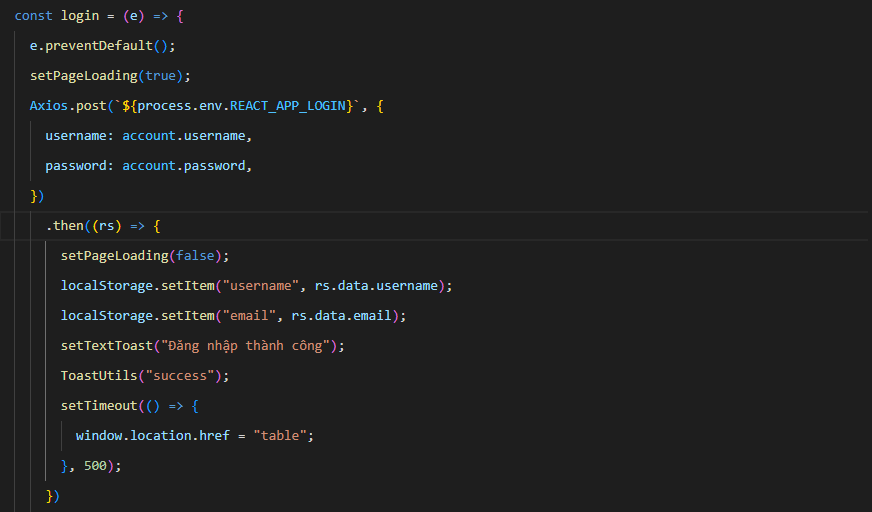 const login = (e) => {
e.preventDefault();
setPageLoading(true);
Axios.post(`${process.env.REACT_APP_LOGIN}`, {
username: account.username,
password: account.password,
})
.then((rs) => {
setPageLoading(false);
localStorage.setItem("username", rs.data.username);
localStorage.setItem("email", rs.data.email);
setTextToast("Đăng nhập thành công");
ToastUtils("success");
setTimeout(() => {
window.location.href = "table";
}, 500);
})